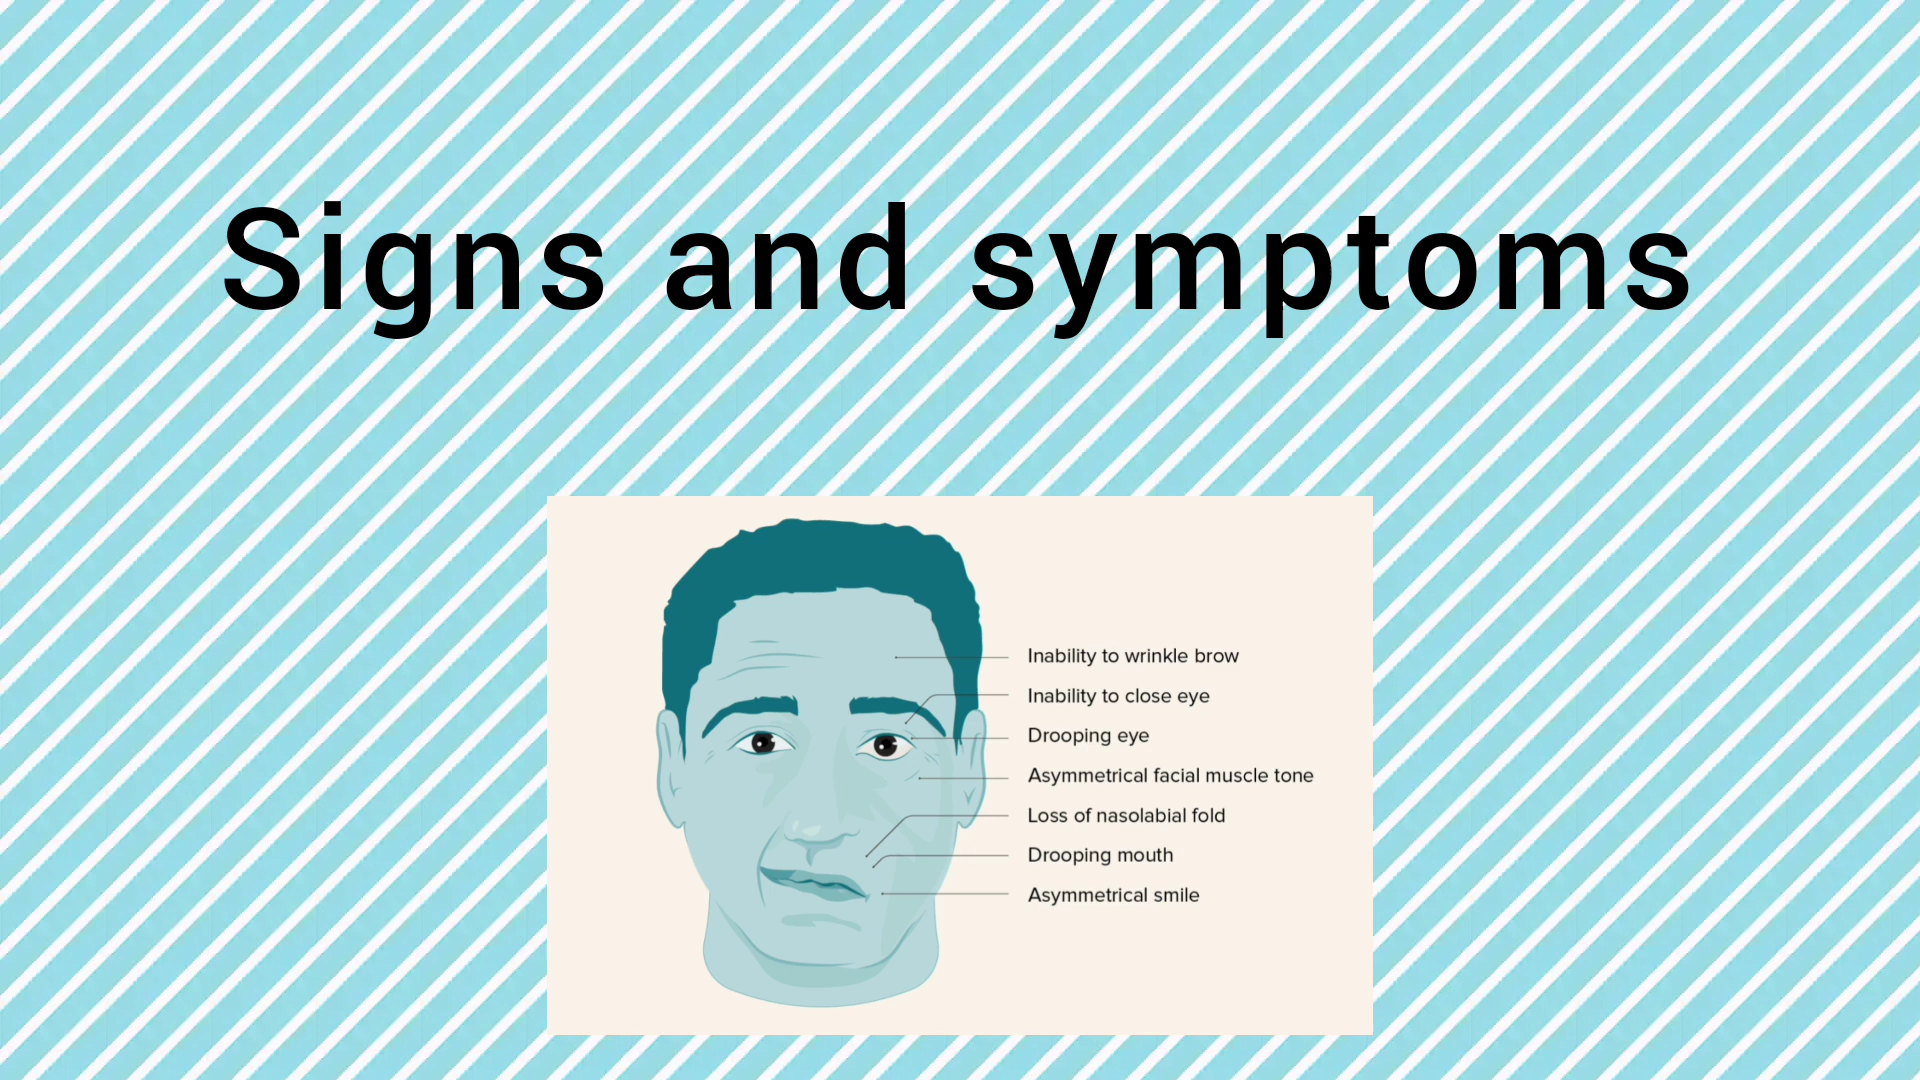 Signs and symptoms
Inability to wrinkle brow
Inability to close eye
Drooping eye
Asymmetrical facial muscle tone
Loss of nasolabial fold
Drooping mouth
Asymmetrical smile